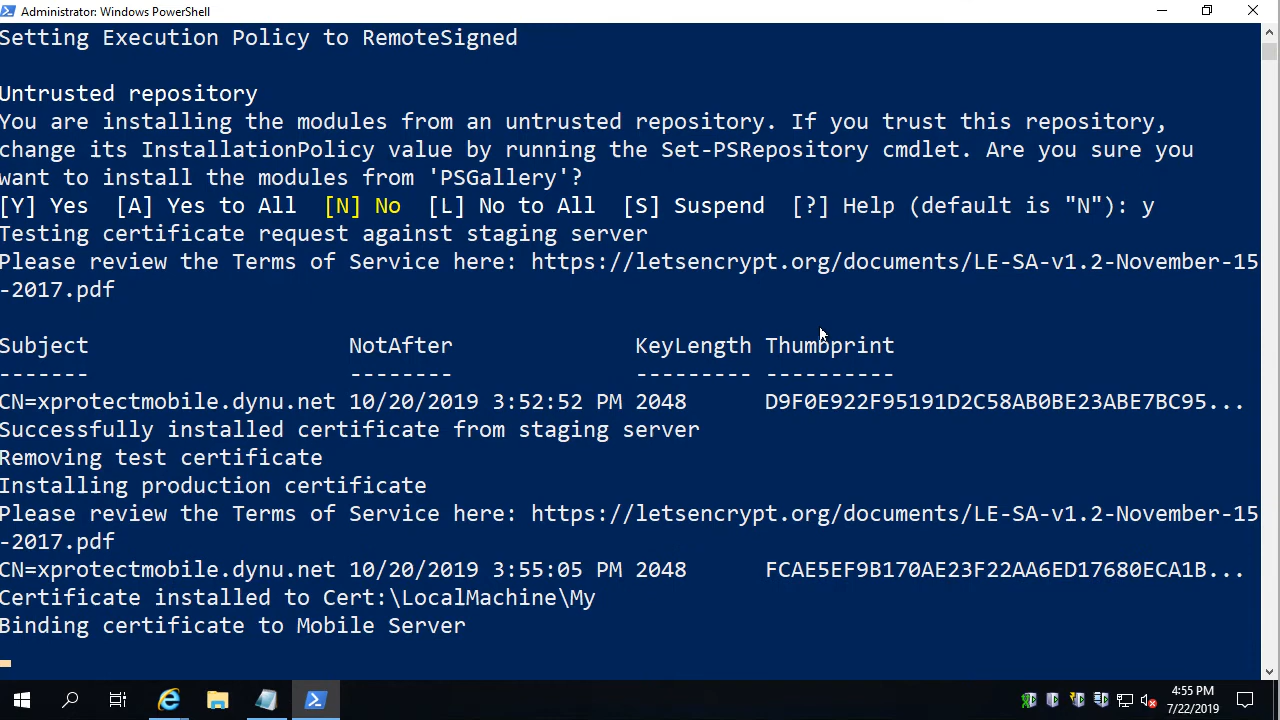 Administrator: Windows PowerShell
Setting Execution Policy to RemoteSigned
Untrusted repository
You are installing the modules from an untrusted repository. If you trust this repository,
change its InstallationPolicy value by running the Set-PSRepository cmdlet. Are you sure you
want to install the modules from 'PSGallery'?
[Y] Yes  [A] Yes to All  [N] No  [L] No to All  [S] Suspend  [?] Help (default is "N"): y
Testing certificate request against staging server
Please review the Terms of Service here: https://letsencrypt.org/documents/LE-SA-v1.2-November-15
-2017.pdf
Subject NotAfter KeyLength Thumbprint
------- -------- --------- ----------
CN=xprotectmobile.dynu.net 10/20/2019 3:52:52 PM 2048 D9F0E922F95191D2C58AB0BE23ABE7BC95...
Successfully installed certificate from staging server
Removing test certificate
Installing production certificate
Please review the Terms of Service here: https://letsencrypt.org/documents/LE-SA-v1.2-November-15
-2017.pdf
CN=xprotectmobile.dynu.net 10/20/2019 3:55:05 PM 2048 FCAE5EF9B170AE23F22AA6ED17680ECA1B...
Certificate installed to Cert:\LocalMachine\My
Binding certificate to Mobile Server
4:55 PM
7/22/2019